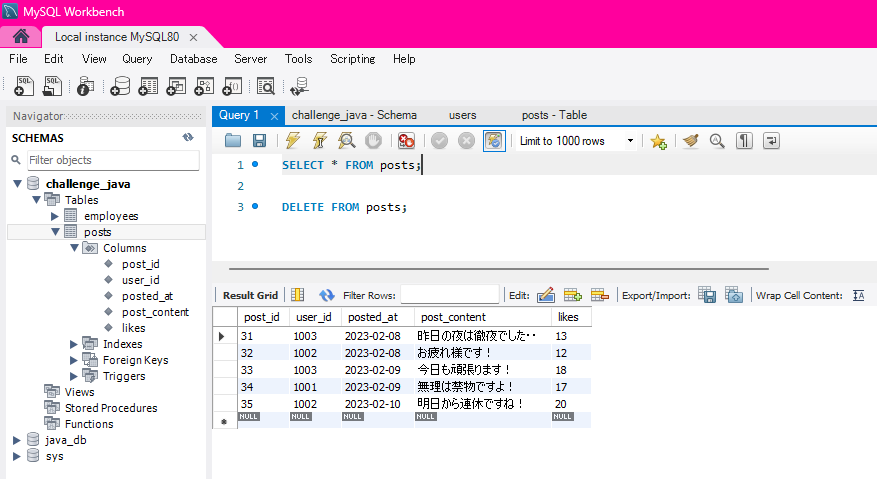 MySQL Workbench
Local instance MySQL80 ×
File Edit View Query Database Server Tools Scripting Help
Navigator
SCHEMAS
Filter objects
challenge_java
Tables
employees
posts
Columns
post_id
user_id
posted_at
post_content
likes
Indexes
Foreign Keys
Triggers
Views
Stored Procedures
Functions
java_db
sys
Query 1 × challenge_java - Schema users posts - Table
Limit to 1000 rows
1 SELECT * FROM posts;
2
3 DELETE FROM posts;
Result Grid Filter Rows: Edit: Export/Import: Wrap Cell Content: IA
post_id user_id posted_at post_content likes
31 1003 2023-02-08 昨日の夜は徹夜でした・・ 13
32 1002 2023-02-08 お疲れ様です！ 12
33 1003 2023-02-09 今日も頑張ります！ 18
34 1001 2023-02-09 無理は禁物ですよ！ 17
35 1002 2023-02-10 明日から連休ですね！ 20
NULL NULL NULL NULL NULL